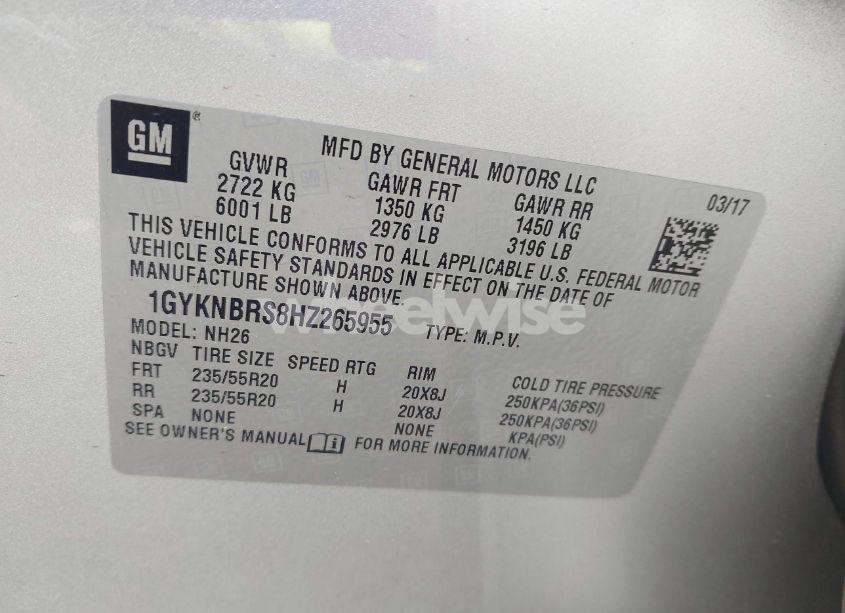 GM®
MFD BY GENERAL MOTORS LLC
03/17
GVWR GAWR FRT GAWR RR
2722 KG 1350 KG 1450 KG
6001 LB 2976 LB 3196 LB
THIS VEHICLE CONFORMS TO ALL APPLICABLE U.S. FEDERAL MOTOR
VEHICLE SAFETY STANDARDS IN EFFECT ON THE DATE OF
MANUFACTURE SHOWN ABOVE.
1GYKNBRS8HZ265955 TYPE: M.P.V.
wheelwise
MODEL: NH26
NBGV TIRE SIZE SPEED RTG RIM COLD TIRE PRESSURE
FRT 235/55R20 H 20X8J 250KPA(36PSI)
RR 235/55R20 H 20X8J 250KPA(36PSI)
SPA NONE NONE KPA(PSI)
SEE OWNER'S MANUAL FOR MORE INFORMATION.